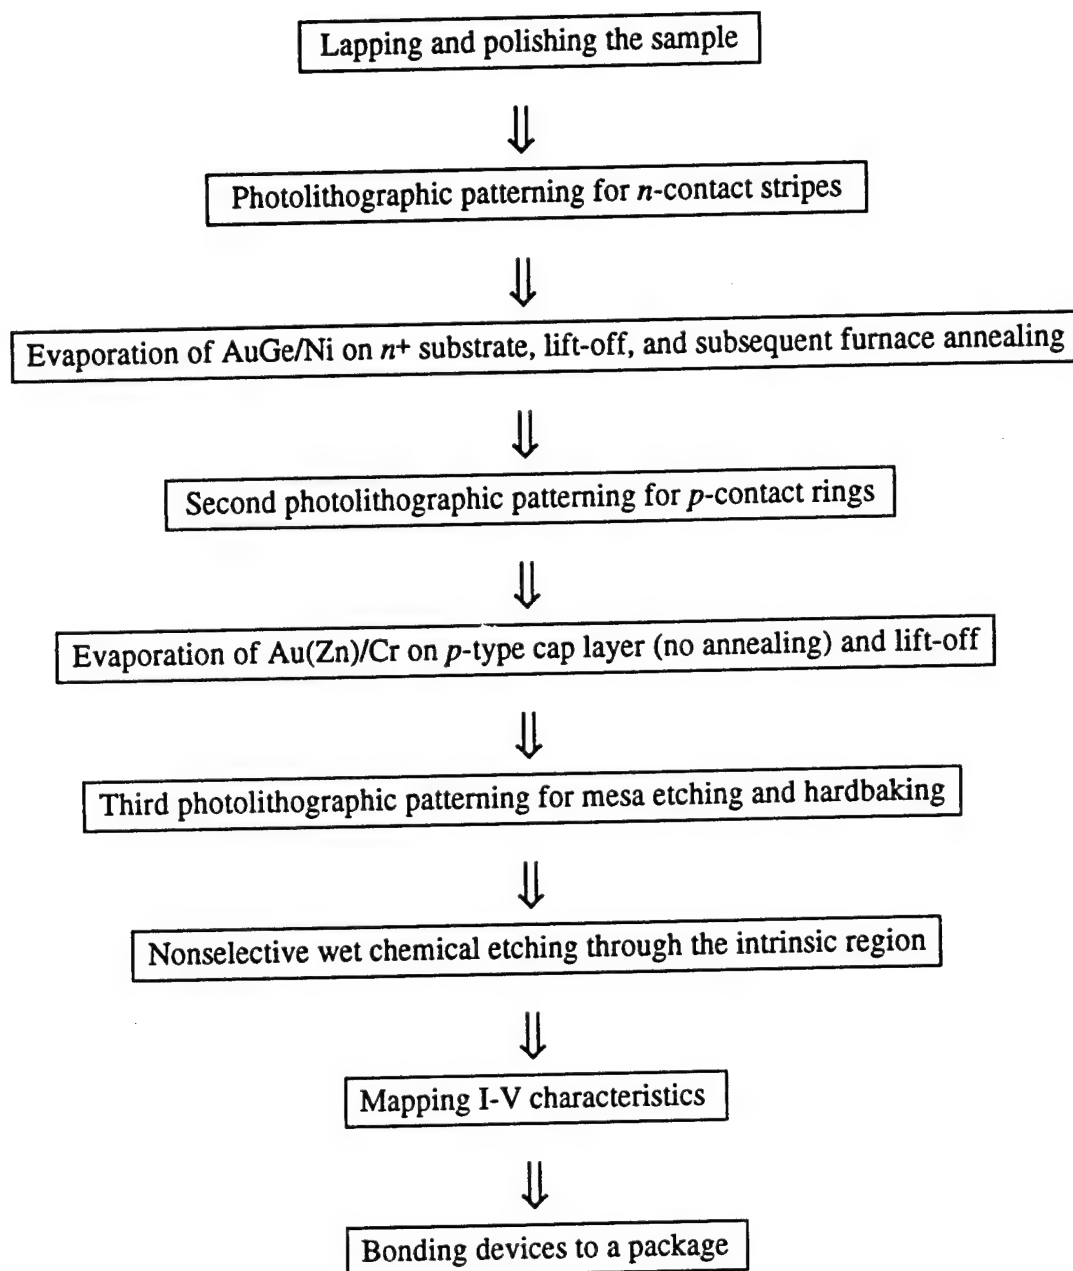 Lapping and polishing the sample
Photolithographic patterning for n-contact stripes
Evaporation of AuGe/Ni on n+ substrate, lift-off, and subsequent furnace annealing
Second photolithographic patterning for p-contact rings
Evaporation of Au(Zn)/Cr on p-type cap layer (no annealing) and lift-off
Third photolithographic patterning for mesa etching and hardbaking
Nonselective wet chemical etching through the intrinsic region
Mapping I-V characteristics
Bonding devices to a package